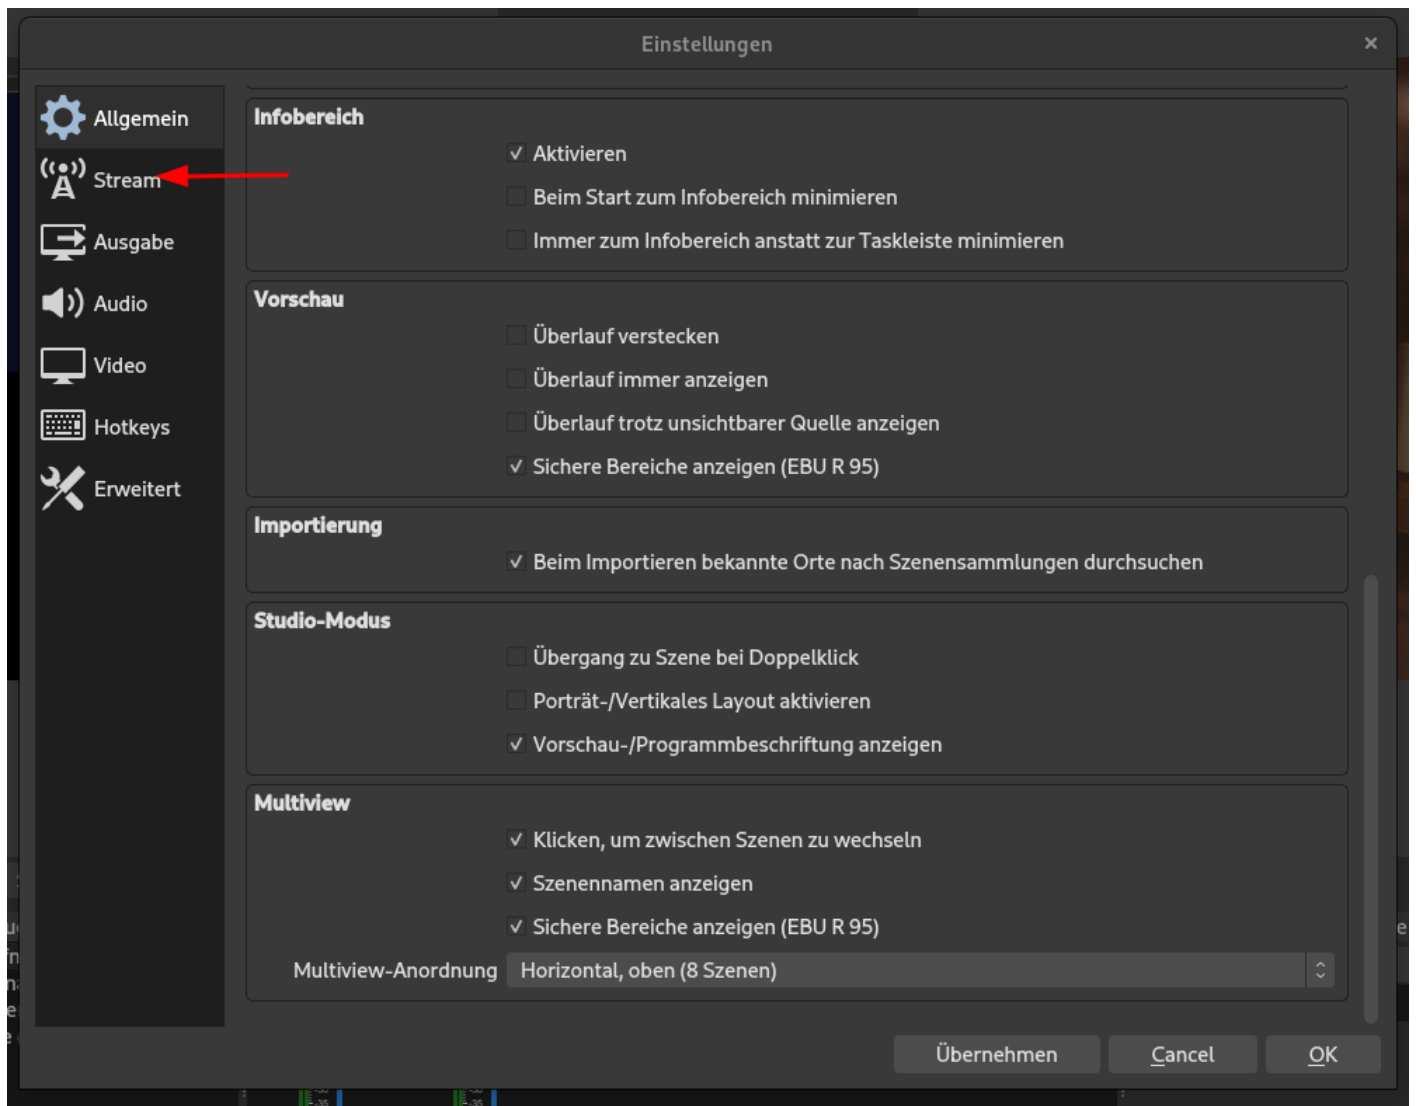 Einstellungen
Allgemein
Stream
Ausgabe
Audio
Video
Hotkeys
Erweitert
Infobereich
Aktivieren
Beim Start zum Infobereich minimieren
Immer zum Infobereich anstatt zur Taskleiste minimieren
Vorschau
Überlauf verstecken
Überlauf immer anzeigen
Überlauf trotz unsichtbarer Quelle anzeigen
Sichere Bereiche anzeigen (EBU R 95)
Importierung
Beim Importieren bekannte Orte nach Szenensammlungen durchsuchen
Studio-Modus
Übergang zu Szene bei Doppelklick
Porträt-/Vertikales Layout aktivieren
Vorschau-/Programmbeschriftung anzeigen
Multiview
Klicken, um zwischen Szenen zu wechseln
Szenennamen anzeigen
Sichere Bereiche anzeigen (EBU R 95)
Multiview-Anordnung Horizontal, oben (8 Szenen)
Übernehmen Cancel OK
-35 -35